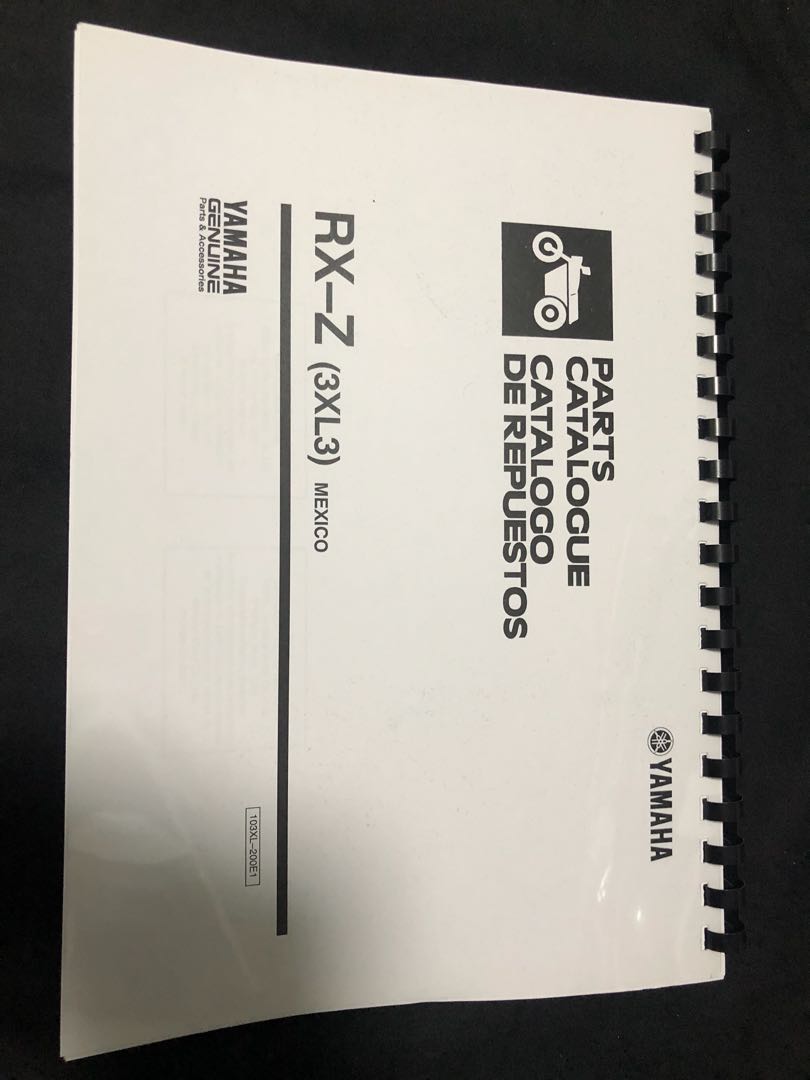 YAMAHA
PARTS
CATALOGUE
CATALOGO
DE REPUESTOS
RX–Z (3XL3) MEXICO
103XL–200E1
YAMAHA
GENUINE
Parts & Accessories